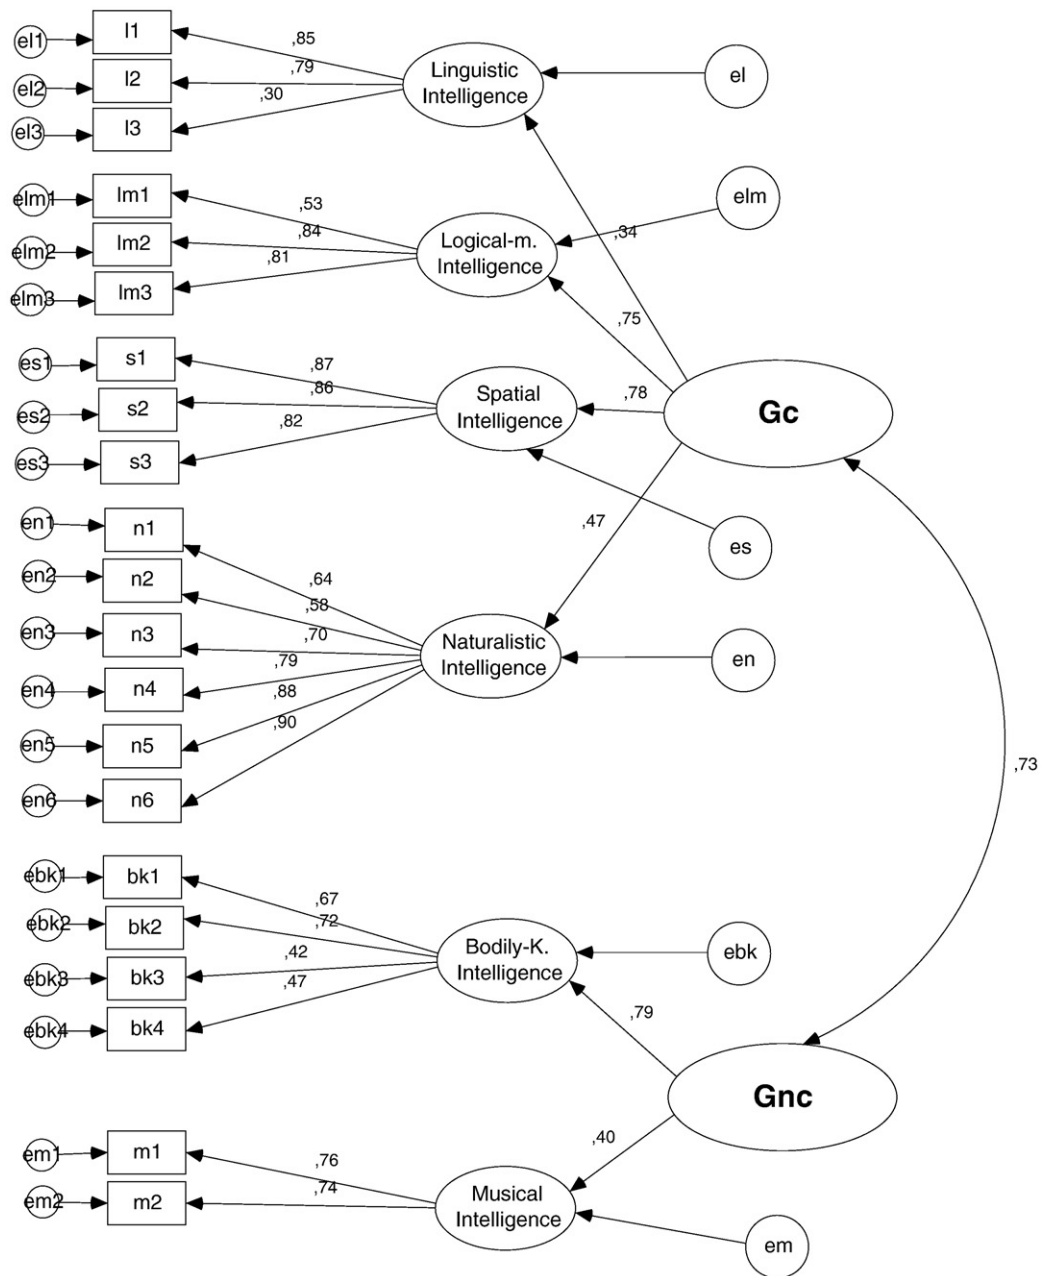 el1
l1
el2
l2
el3
l3
,85
,79
,30
Linguistic
Intelligence
el
elm1
lm1
elm2
lm2
elm3
lm3
,53
,84
,81
Logical-m.
Intelligence
elm
,34
,75
es1
s1
es2
s2
es3
s3
,87
,86
,82
Spatial
Intelligence
,78
Gc
es
,47
en1
n1
en2
n2
en3
n3
en4
n4
en5
n5
en6
n6
,64
,58
,70
,79
,88
,90
Naturalistic
Intelligence
en
,73
ebk1
bk1
ebk2
bk2
ebk3
bk3
ebk4
bk4
,67
,72
,42
,47
Bodily-K.
Intelligence
ebk
,79
Gnc
,40
em1
m1
em2
m2
,76
,74
Musical
Intelligence
em